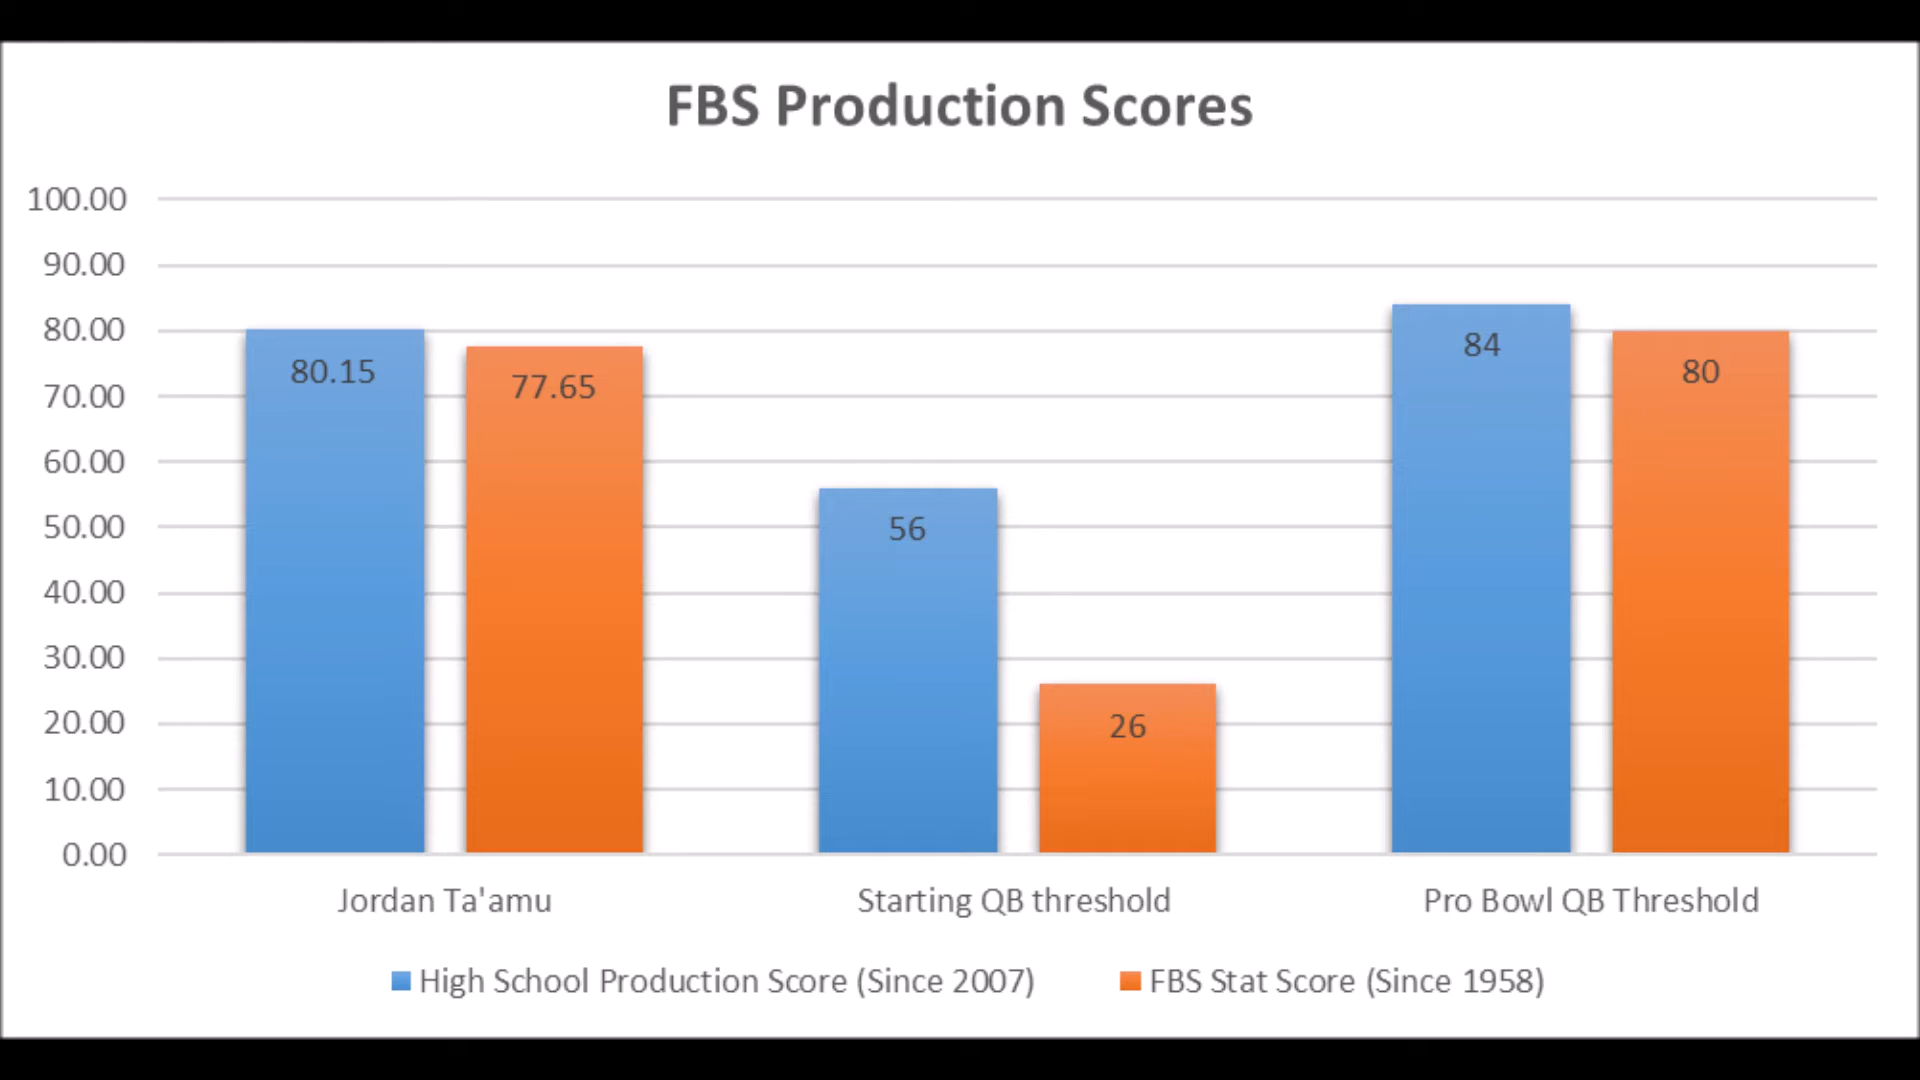 FBS Production Scores
100.00
90.00
80.00
70.00
60.00
50.00
40.00
30.00
20.00
10.00
0.00
80.15
77.65
56
26
84
80
Jordan Ta'amu
Starting QB threshold
Pro Bowl QB Threshold
High School Production Score (Since 2007)
FBS Stat Score (Since 1958)